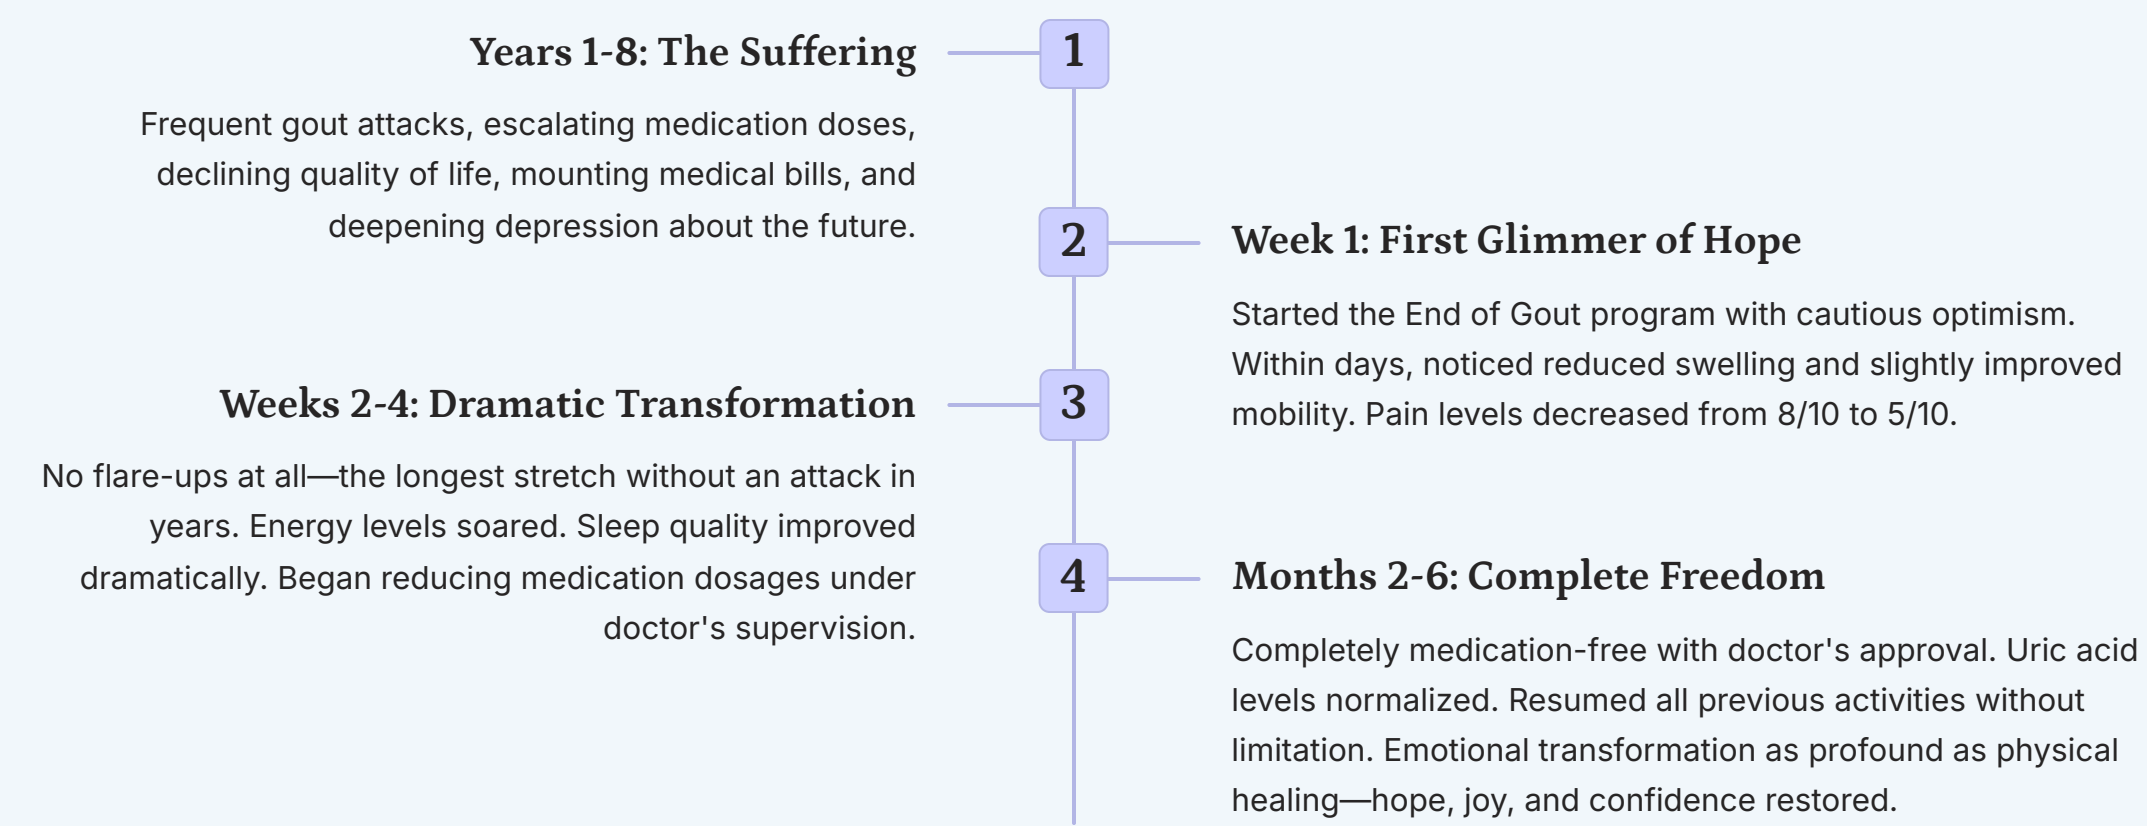 1
Years 1-8: The Suffering
Frequent gout attacks, escalating medication doses,
declining quality of life, mounting medical bills, and
deepening depression about the future.
2
Week 1: First Glimmer of Hope
Started the End of Gout program with cautious optimism.
Within days, noticed reduced swelling and slightly improved
mobility. Pain levels decreased from 8/10 to 5/10.
3
Weeks 2-4: Dramatic Transformation
No flare-ups at all—the longest stretch without an attack in
years. Energy levels soared. Sleep quality improved
dramatically. Began reducing medication dosages under
doctor's supervision.
4
Months 2-6: Complete Freedom
Completely medication-free with doctor's approval. Uric acid
levels normalized. Resumed all previous activities without
limitation. Emotional transformation as profound as physical
healing—hope, joy, and confidence restored.